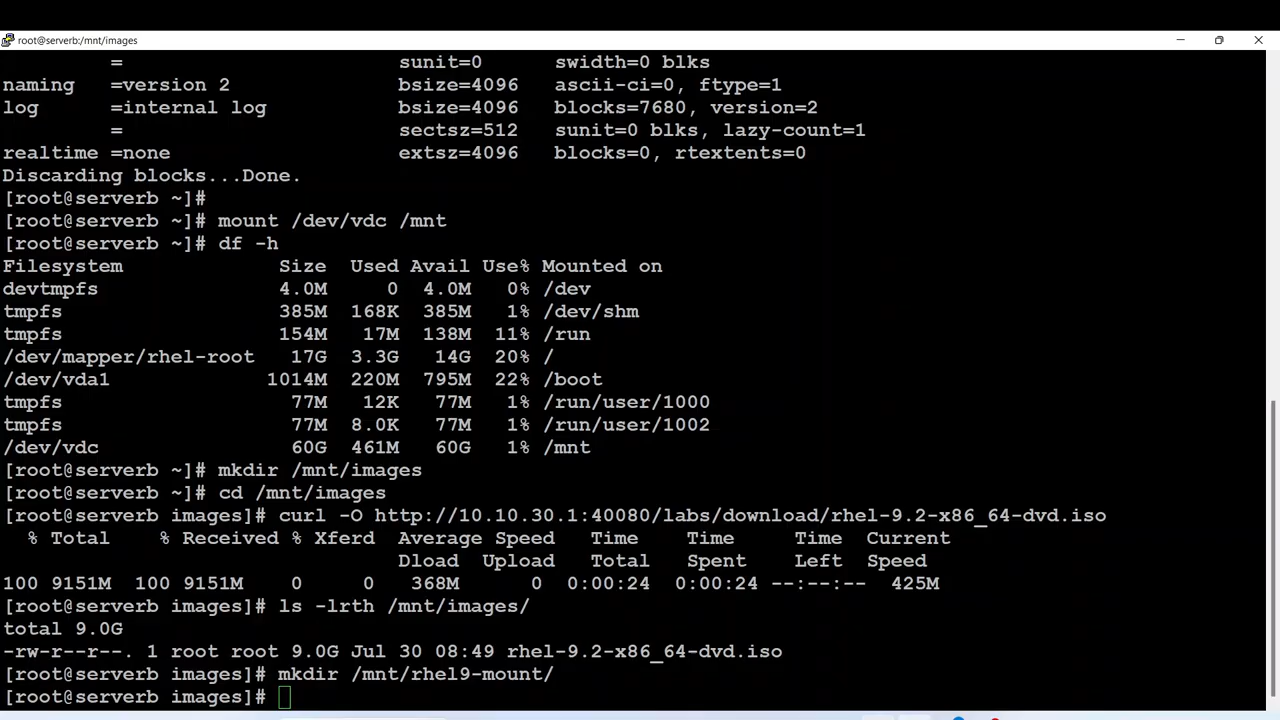 root@serverb:/mnt/images
         =                       sunit=0      swidth=0 blks
naming   =version 2              bsize=4096   ascii-ci=0, ftype=1
log      =internal log           bsize=4096   blocks=7680, version=2
         =                       sectsz=512   sunit=0 blks, lazy-count=1
realtime =none                   extsz=4096   blocks=0, rtextents=0
Discarding blocks...Done.
[root@serverb ~]#
[root@serverb ~]# mount /dev/vdc /mnt
[root@serverb ~]# df -h
Filesystem             Size  Used Avail Use% Mounted on
devtmpfs               4.0M     0  4.0M   0% /dev
tmpfs                  385M  168K  385M   1% /dev/shm
tmpfs                  154M   17M  138M  11% /run
/dev/mapper/rhel-root   17G  3.3G   14G  20% /
/dev/vda1             1014M  220M  795M  22% /boot
tmpfs                   77M   12K   77M   1% /run/user/1000
tmpfs                   77M  8.0K   77M   1% /run/user/1002
/dev/vdc                60G  461M   60G   1% /mnt
[root@serverb ~]# mkdir /mnt/images
[root@serverb ~]# cd /mnt/images
[root@serverb images]# curl -O http://10.10.30.1:40080/labs/download/rhel-9.2-x86_64-dvd.iso
  % Total    % Received % Xferd  Average Speed   Time    Time     Time  Current
                                 Dload  Upload   Total   Spent    Left  Speed
100 9151M  100 9151M    0     0   368M      0  0:00:24  0:00:24 --:--:--  425M
[root@serverb images]# ls -lrth /mnt/images/
total 9.0G
-rw-r--r--. 1 root root 9.0G Jul 30 08:49 rhel-9.2-x86_64-dvd.iso
[root@serverb images]# mkdir /mnt/rhel9-mount/
[root@serverb images]#